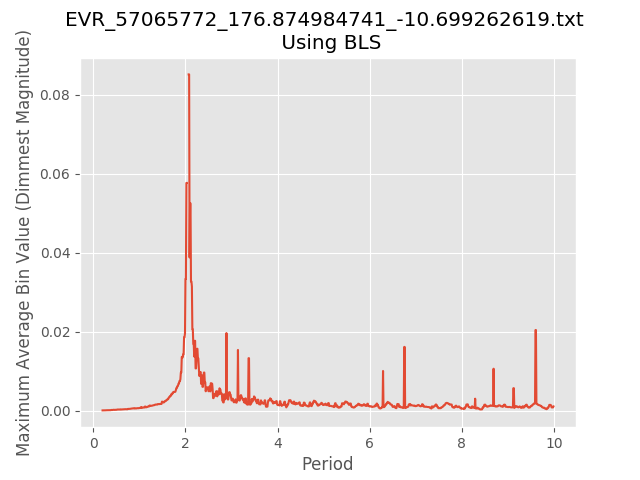 EVR_57065772_176.874984741_-10.699262619.txt
Using BLS
Maximum Average Bin Value (Dimmest Magnitude)
0.08
0.06
0.04
0.02
0.00
0 2 4 6 8 10
Period